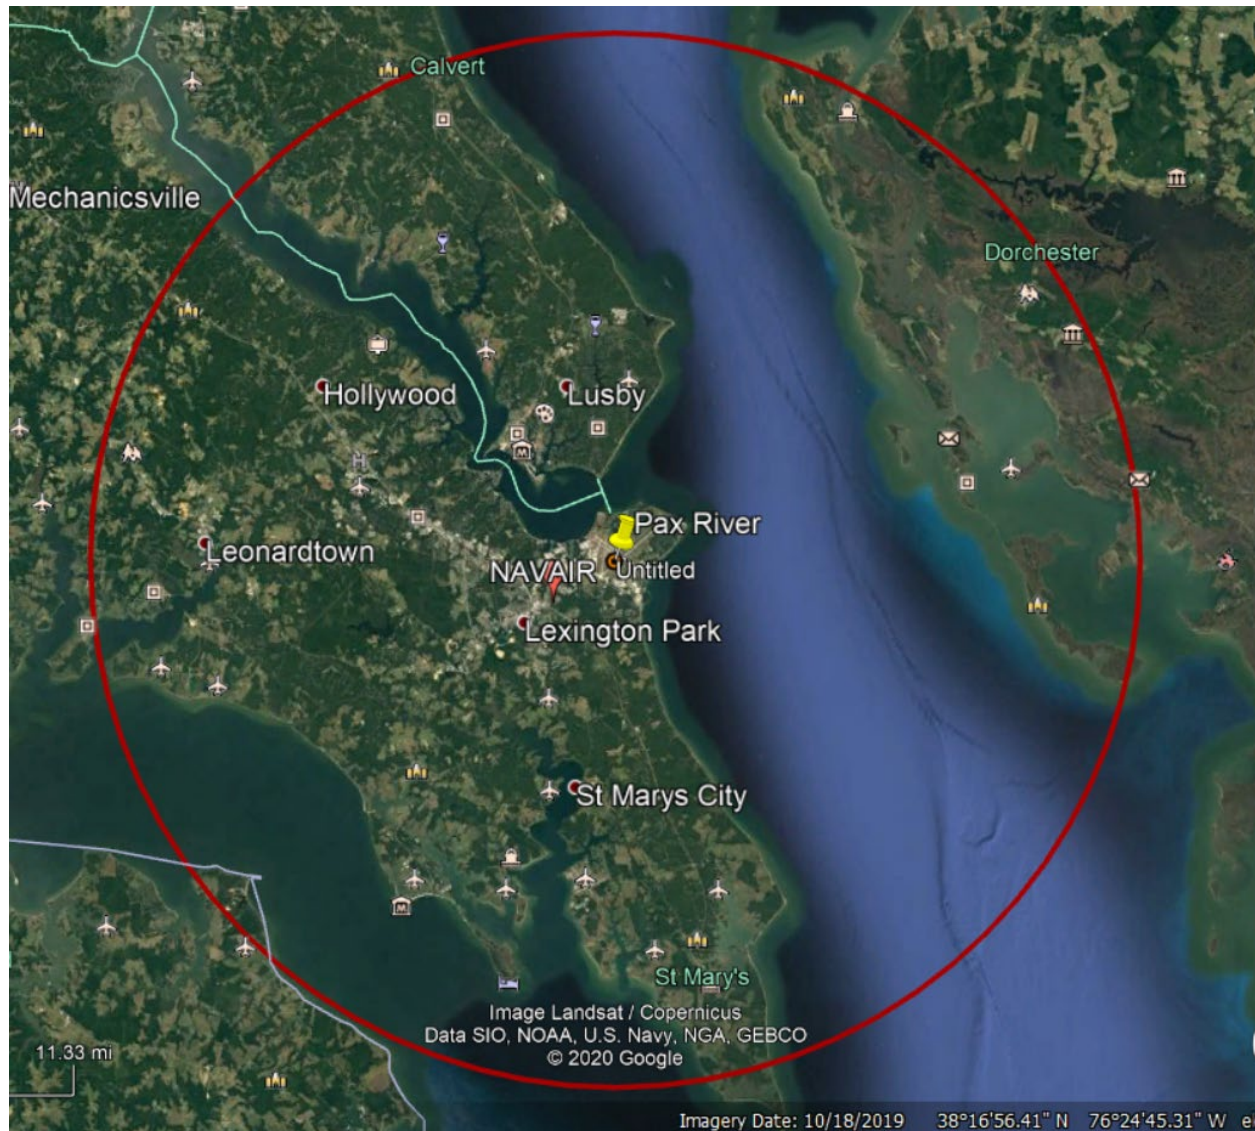 Calvert
Mechanicsville
Dorchester
Hollywood
Lusby
H
M
Pax River
Leonardtown
NAVAIR
Untitled
Lexington Park
St Marys City
M
St Mary's
Image Landsat / Copernicus
Data SIO, NOAA, U.S. Navy, NGA, GEBCO
© 2020 Google
11.33 mi
Imagery Date: 10/18/2019 38°16'56.41" N 76°24'45.31" W e